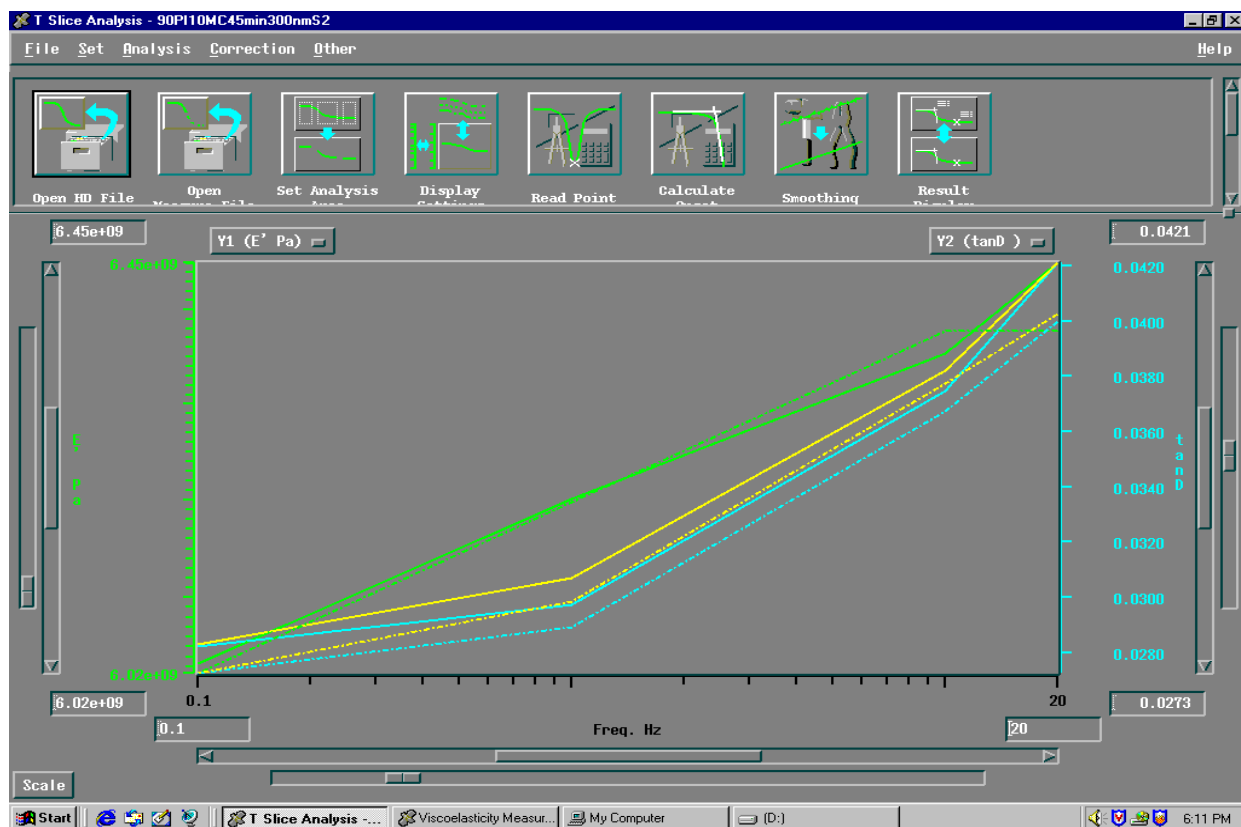 T Slice Analysis - 90PI10MC45min300nmS2
File Set Analysis Correction Other Help
Open HD File
Open
Set Analysis
Display
Read Point
Calculate
Smoothing
Result
6.45e+09
Y1 (E' Pa)
Y2 (tanD )
0.0421
6.45e+09
0.0420
0.0400
0.0380
0.0360
E' Pa
tanD
0.0340
0.0320
0.0300
0.0280
6.02e+09
6.02e+09
0.1
20
0.0273
0.1
Freq. Hz
20
Scale
Start
T Slice Analysis -...
Viscoelasticity Measur...
My Computer
(D:)
6:11 PM